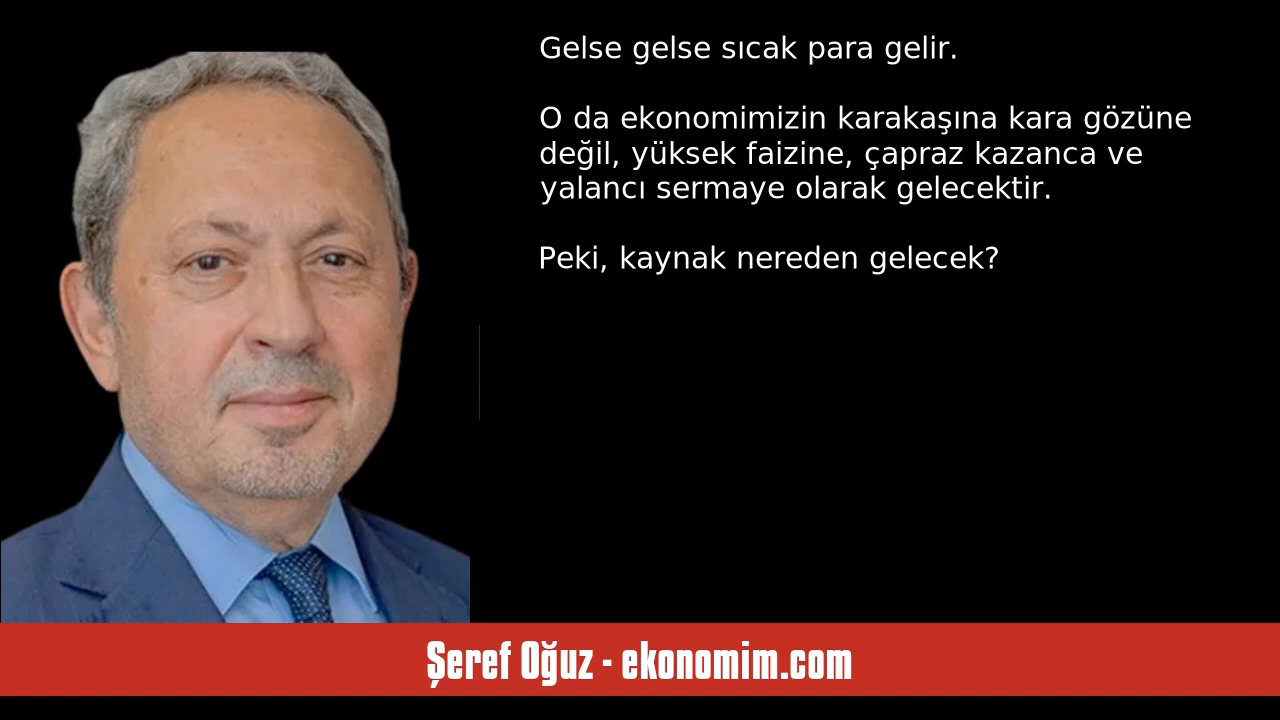 Gelse gelse sıcak para gelir.
O da ekonomimizin karakaşına kara gözüne
değil, yüksek faizine, çapraz kazanca ve
yalancı sermaye olarak gelecektir.
Peki, kaynak nereden gelecek?
Şeref Oğuz - ekonomim.com